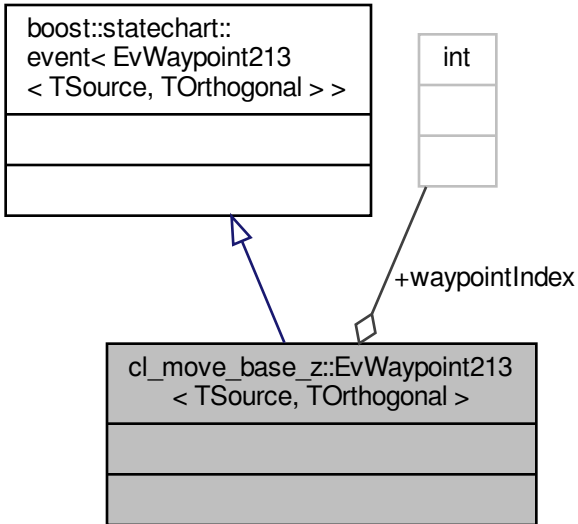 boost::statechart::
event< EvWaypoint213
< TSource, TOrthogonal > >
int
+waypointIndex
cl_move_base_z::EvWaypoint213
< TSource, TOrthogonal >